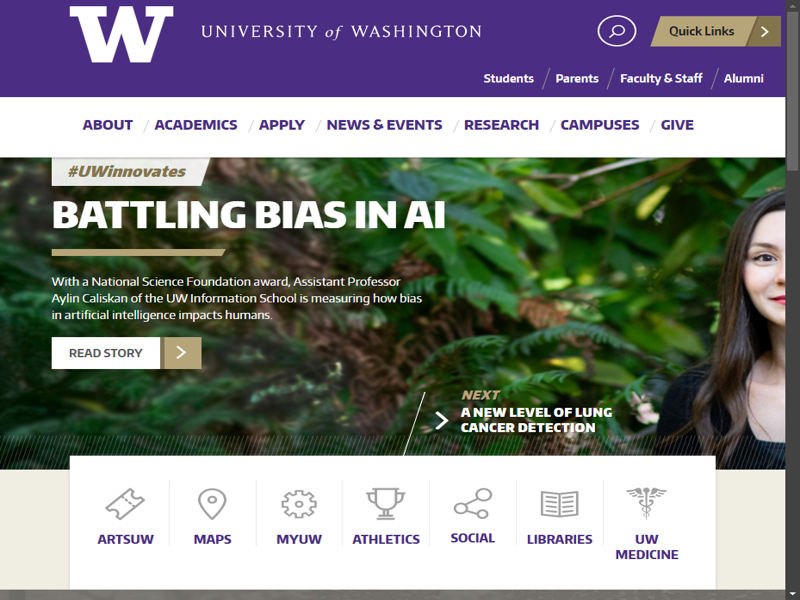 W
UNIVERSITY of WASHINGTON
Quick Links
Students
Parents
Faculty & Staff
Alumni
ABOUT
ACADEMICS
APPLY
NEWS & EVENTS
RESEARCH
CAMPUSES
GIVE
#UWinnovates
BATTLING BIAS IN AI
With a National Science Foundation award, Assistant Professor
Aylin Caliskan of the UW Information School is measuring how bias
in artificial intelligence impacts humans.
READ STORY
NEXT
A NEW LEVEL OF LUNG
CANCER DETECTION
ARTSUW
MAPS
MYUW
ATHLETICS
SOCIAL
LIBRARIES
UW
MEDICINE